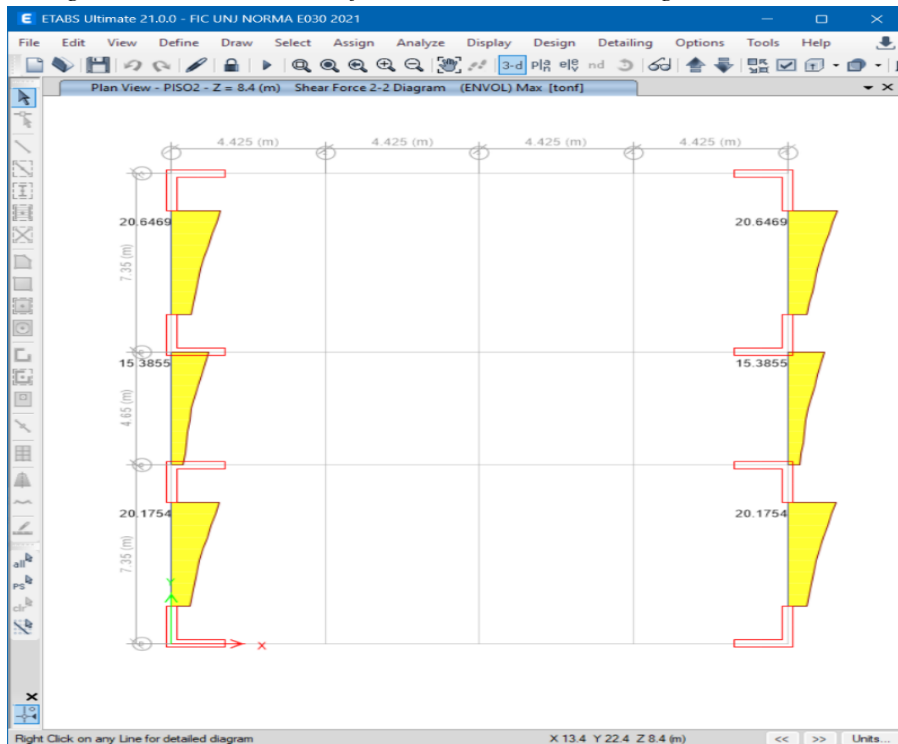 ETABS Ultimate 21.0.0 - FIC UNJ NORMA E030 2021
File Edit View Define Draw Select Assign Analyze Display Design Detailing Options Tools Help
3-d nd
Plan View - PISO2 - Z = 8.4 (m) Shear Force 2-2 Diagram (ENVOL) Max [tonf]
4.425 (m) 4.425 (m) 4.425 (m) 4.425 (m)
20.6469 20.6469
7.35 (m)
15.3855 15.3855
4.65 (m)
20.1754 20.1754
7.35 (m)
Y
X
all
PS
clr
Right Click on any Line for detailed diagram X 13.4 Y 22.4 Z 8.4 (m) << >> Units...